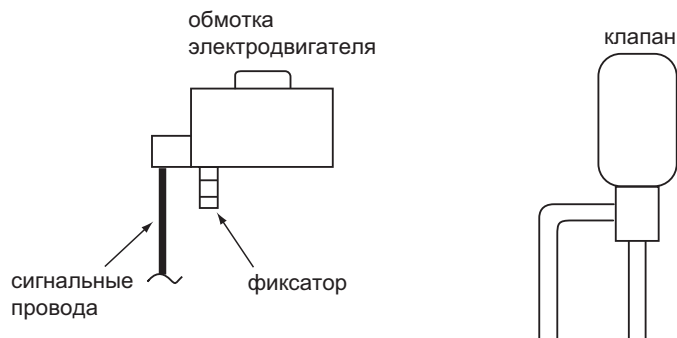 обмотка
электродвигателя
клапан
сигнальные
провода
фиксатор